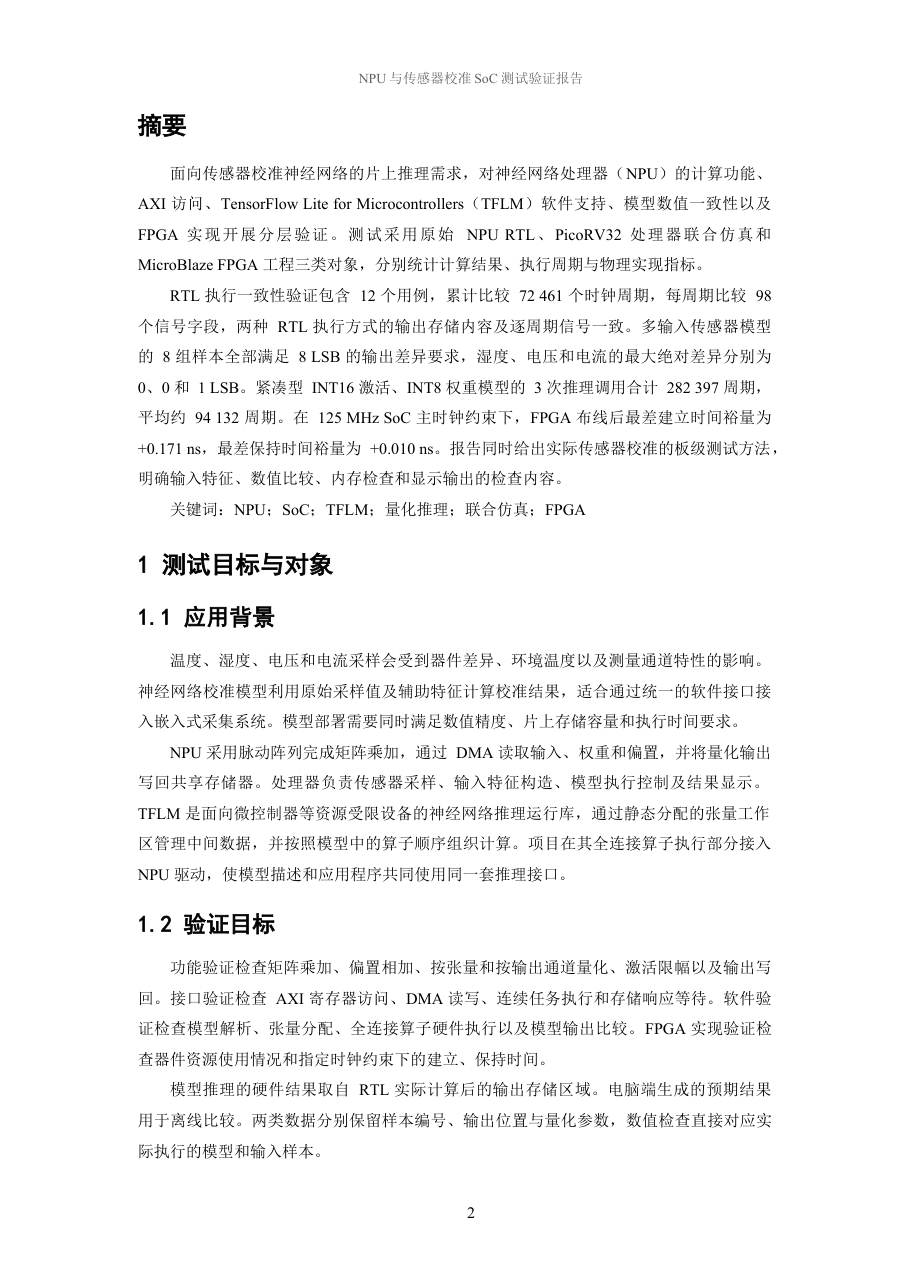 NPU 与传感器校准 SoC 测试验证报告
摘要
面向传感器校准神经网络的片上推理需求，对神经网络处理器（NPU）的计算功能、
AXI 访问、TensorFlow Lite for Microcontrollers（TFLM）软件支持、模型数值一致性以及
FPGA 实现开展分层验证。测试采用原始 NPU RTL、PicoRV32 处理器联合仿真和
MicroBlaze FPGA 工程三类对象，分别统计计算结果、执行周期与物理实现指标。
RTL 执行一致性验证包含 12 个用例，累计比较 72 461 个时钟周期，每周期比较 98
个信号字段，两种 RTL 执行方式的输出存储内容及逐周期信号一致。多输入传感器模型
的 8 组样本全部满足 8 LSB 的输出差异要求，湿度、电压和电流的最大绝对差异分别为
0、0 和 1 LSB。紧凑型 INT16 激活、INT8 权重模型的 3 次推理调用合计 282 397 周期，
平均约 94 132 周期。在 125 MHz SoC 主时钟约束下，FPGA 布线后最差建立时间裕量为
+0.171 ns，最差保持时间裕量为 +0.010 ns。报告同时给出实际传感器校准的板级测试方法，
明确输入特征、数值比较、内存检查和显示输出的检查内容。
关键词：NPU；SoC；TFLM；量化推理；联合仿真；FPGA
1 测试目标与对象
1.1 应用背景
温度、湿度、电压和电流采样会受到器件差异、环境温度以及测量通道特性的影响。
神经网络校准模型利用原始采样值及辅助特征计算校准结果，适合通过统一的软件接口接
入嵌入式采集系统。模型部署需要同时满足数值精度、片上存储容量和执行时间要求。
NPU 采用脉动阵列完成矩阵乘加，通过 DMA 读取输入、权重和偏置，并将量化输出
写回共享存储器。处理器负责传感器采样、输入特征构造、模型执行控制及结果显示。
TFLM 是面向微控制器等资源受限设备的神经网络推理运行库，通过静态分配的张量工作
区管理中间数据，并按照模型中的算子顺序组织计算。项目在其全连接算子执行部分接入
NPU 驱动，使模型描述和应用程序共同使用同一套推理接口。
1.2 验证目标
功能验证检查矩阵乘加、偏置相加、按张量和按输出通道量化、激活限幅以及输出写
回。接口验证检查 AXI 寄存器访问、DMA 读写、连续任务执行和存储响应等待。软件验
证检查模型解析、张量分配、全连接算子硬件执行以及模型输出比较。FPGA 实现验证检
查器件资源使用情况和指定时钟约束下的建立、保持时间。
模型推理的硬件结果取自 RTL 实际计算后的输出存储区域。电脑端生成的预期结果
用于离线比较。两类数据分别保留样本编号、输出位置与量化参数，数值检查直接对应实
际执行的模型和输入样本。
2